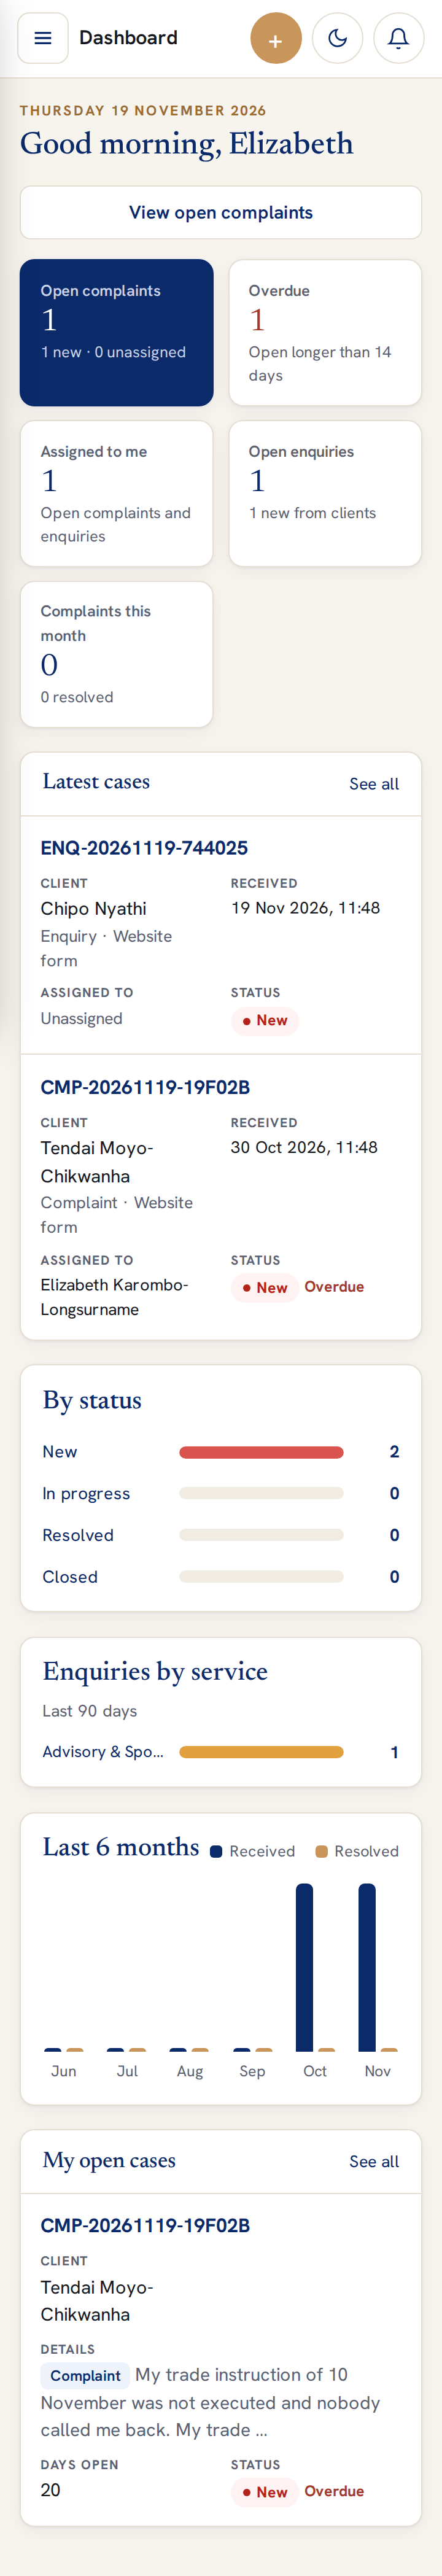 Dashboard
+
THURSDAY 19 NOVEMBER 2026
Good morning, Elizabeth
View open complaints
Open complaints
1
1 new · 0 unassigned
Overdue
1
Open longer than 14
days
Assigned to me
1
Open complaints and
enquiries
Open enquiries
1
1 new from clients
Complaints this
month
0
0 resolved
Latest cases
See all
ENQ-20261119-744025
CLIENT
Chipo Nyathi
Enquiry · Website
form
RECEIVED
19 Nov 2026, 11:48
ASSIGNED TO
Unassigned
STATUS
New
CMP-20261119-19F02B
CLIENT
Tendai Moyo-
Chikwanha
Complaint · Website
form
RECEIVED
30 Oct 2026, 11:48
ASSIGNED TO
Elizabeth Karombo-
Longsurname
STATUS
New Overdue
By status
New 2
In progress 0
Resolved 0
Closed 0
Enquiries by service
Last 90 days
Advisory & Spo... 1
Last 6 months
Received Resolved
Jun Jul Aug Sep Oct Nov
My open cases
See all
CMP-20261119-19F02B
CLIENT
Tendai Moyo-
Chikwanha
DETAILS
Complaint My trade instruction of 10
November was not executed and nobody
called me back. My trade ...
DAYS OPEN
20
STATUS
New Overdue